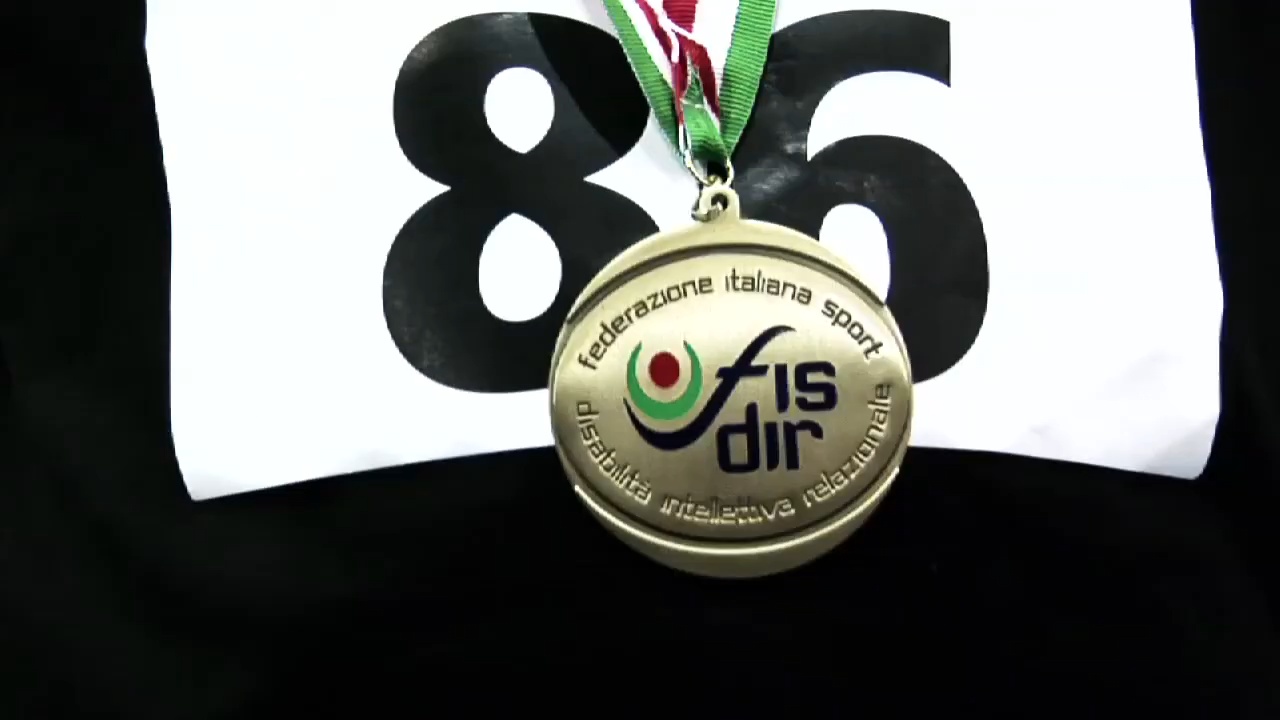 86
federazione italiana sport
fis
dir
disabilità intellettiva relazionale